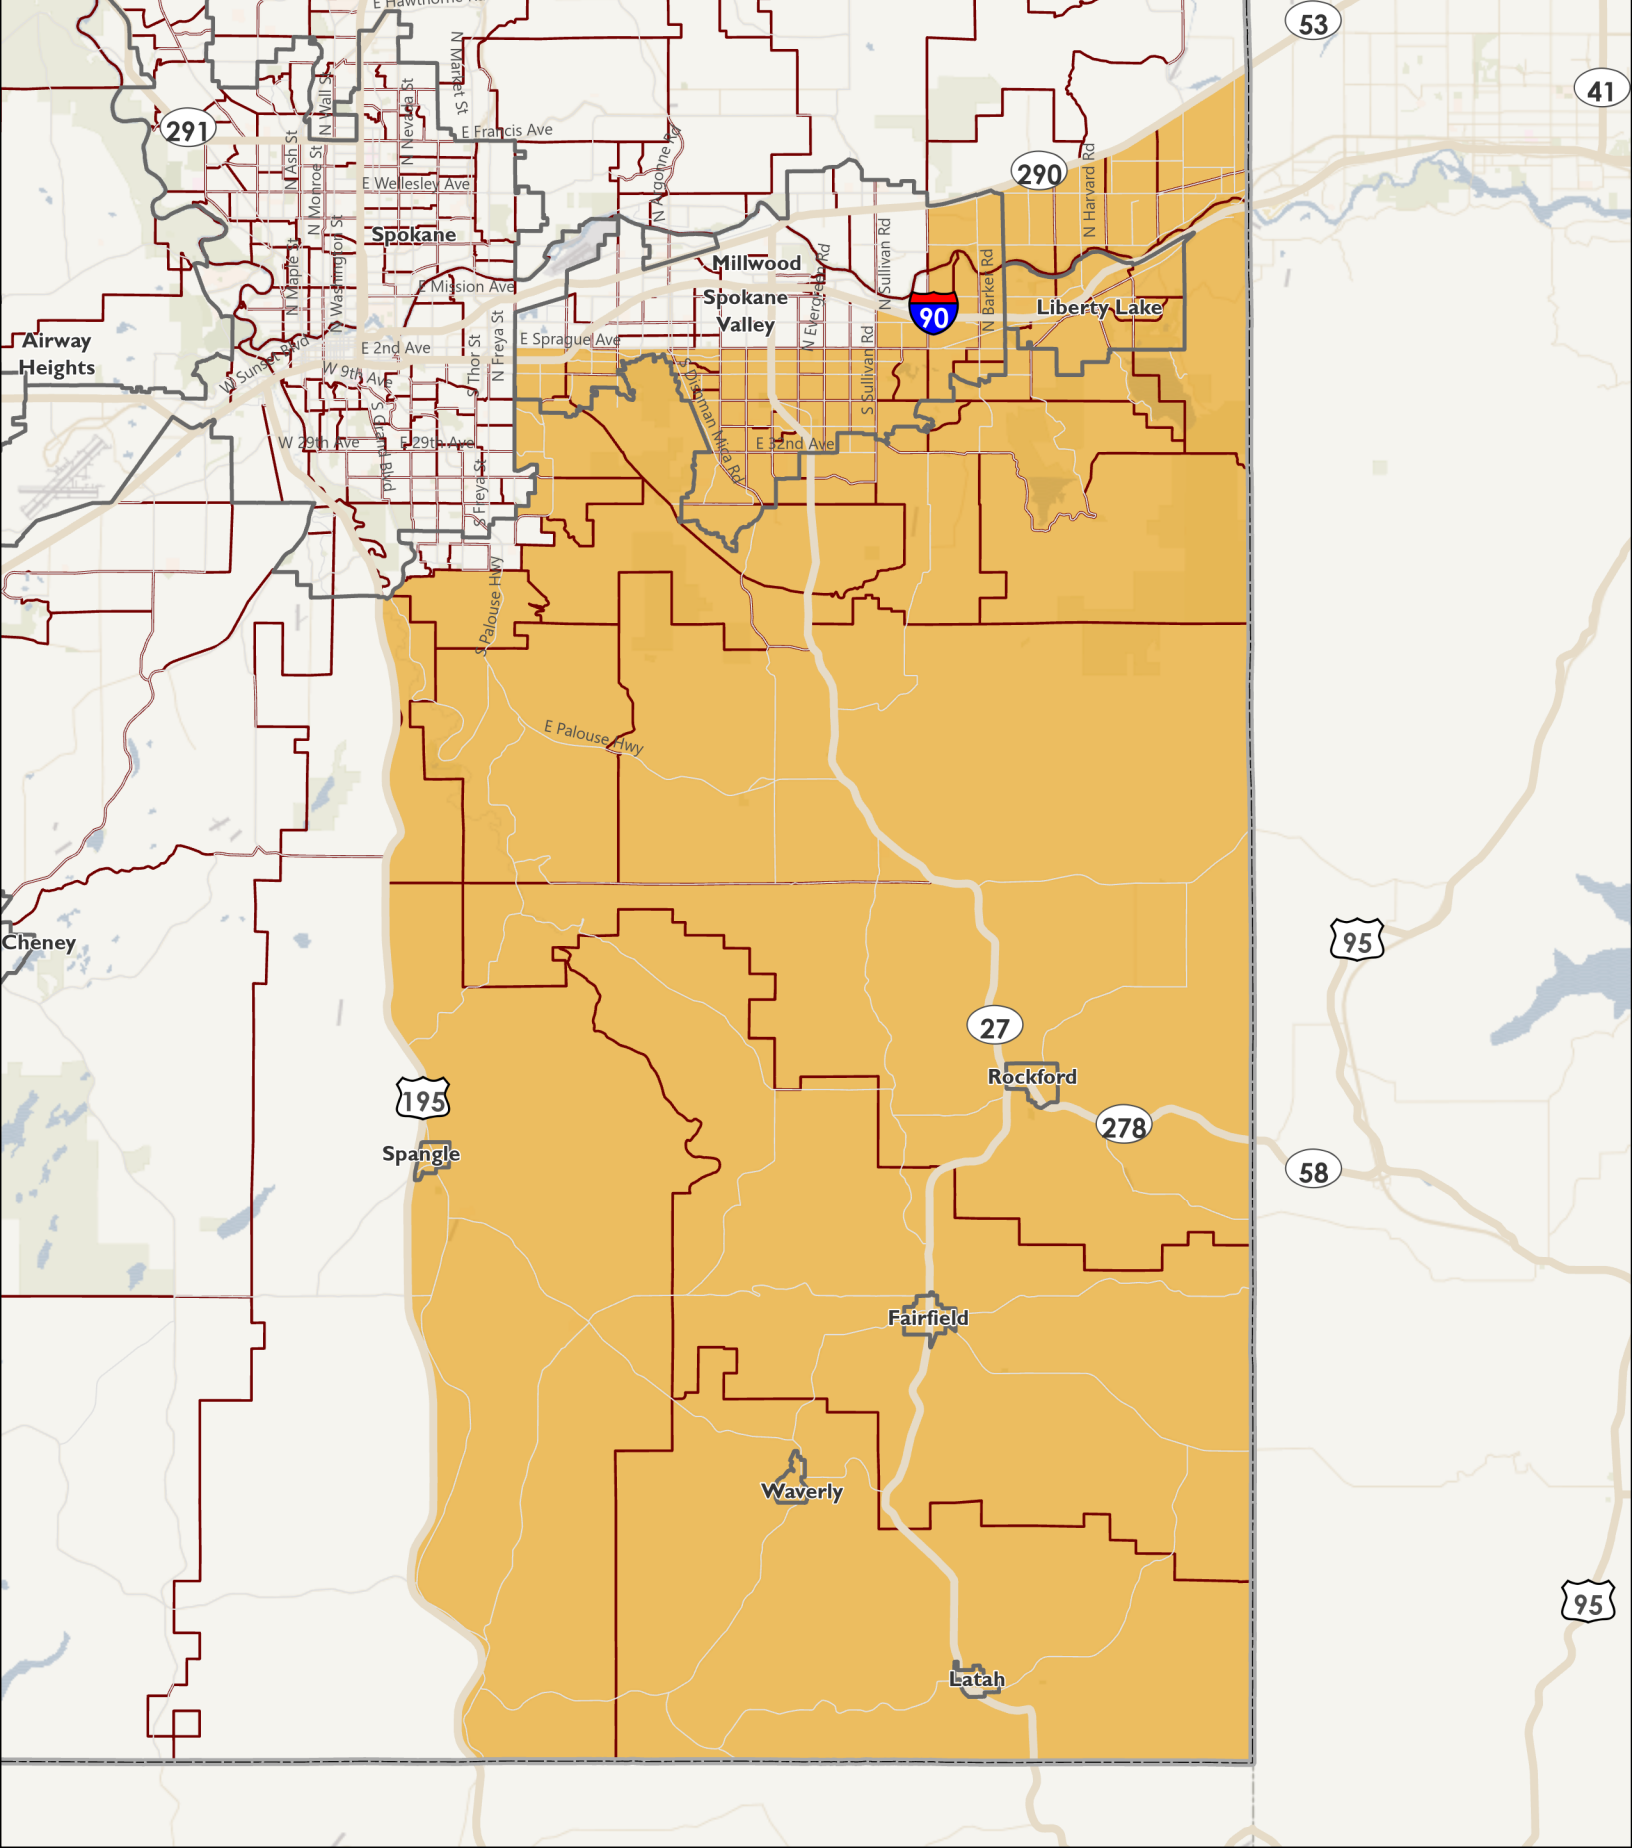 E Hawthorne Rd
53
41
291
N Market St
N Wall St
N Nevada St
E Francis Ave
N Ash St
N Monroe St
N Argonne Rd
290
N Harvard Rd
E Wellesley Ave
Spokane
N Washington St
N Maple St
N Sullivan Rd
N Evergreen Rd
N Barker Rd
Millwood
E Mission Ave
Spokane
Valley
90
Liberty Lake
Airway
Heights
E Sprague Ave
E 2nd Ave
W Sunset Blvd
W 9th Ave
S Thor St
N Freya St
S Dishman Mica Rd
S Sullivan Rd
W 29th Ave
E 29th Ave
S Grand Blvd
E 32nd Ave
S Freya St
S Palouse Hwy
E Palouse Hwy
Cheney
95
27
Rockford
195
278
Spangle
58
Fairfield
Waverly
95
Latah